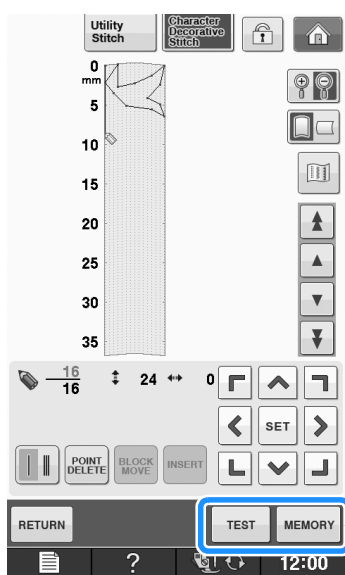 Utility
Stitch
Character
Decorative
Stitch
0
mm
5
10
15
20
25
30
35
16
16
24
0
SET
POINT
DELETE
BLOCK
MOVE
INSERT
RETURN
TEST
MEMORY
?
12:00